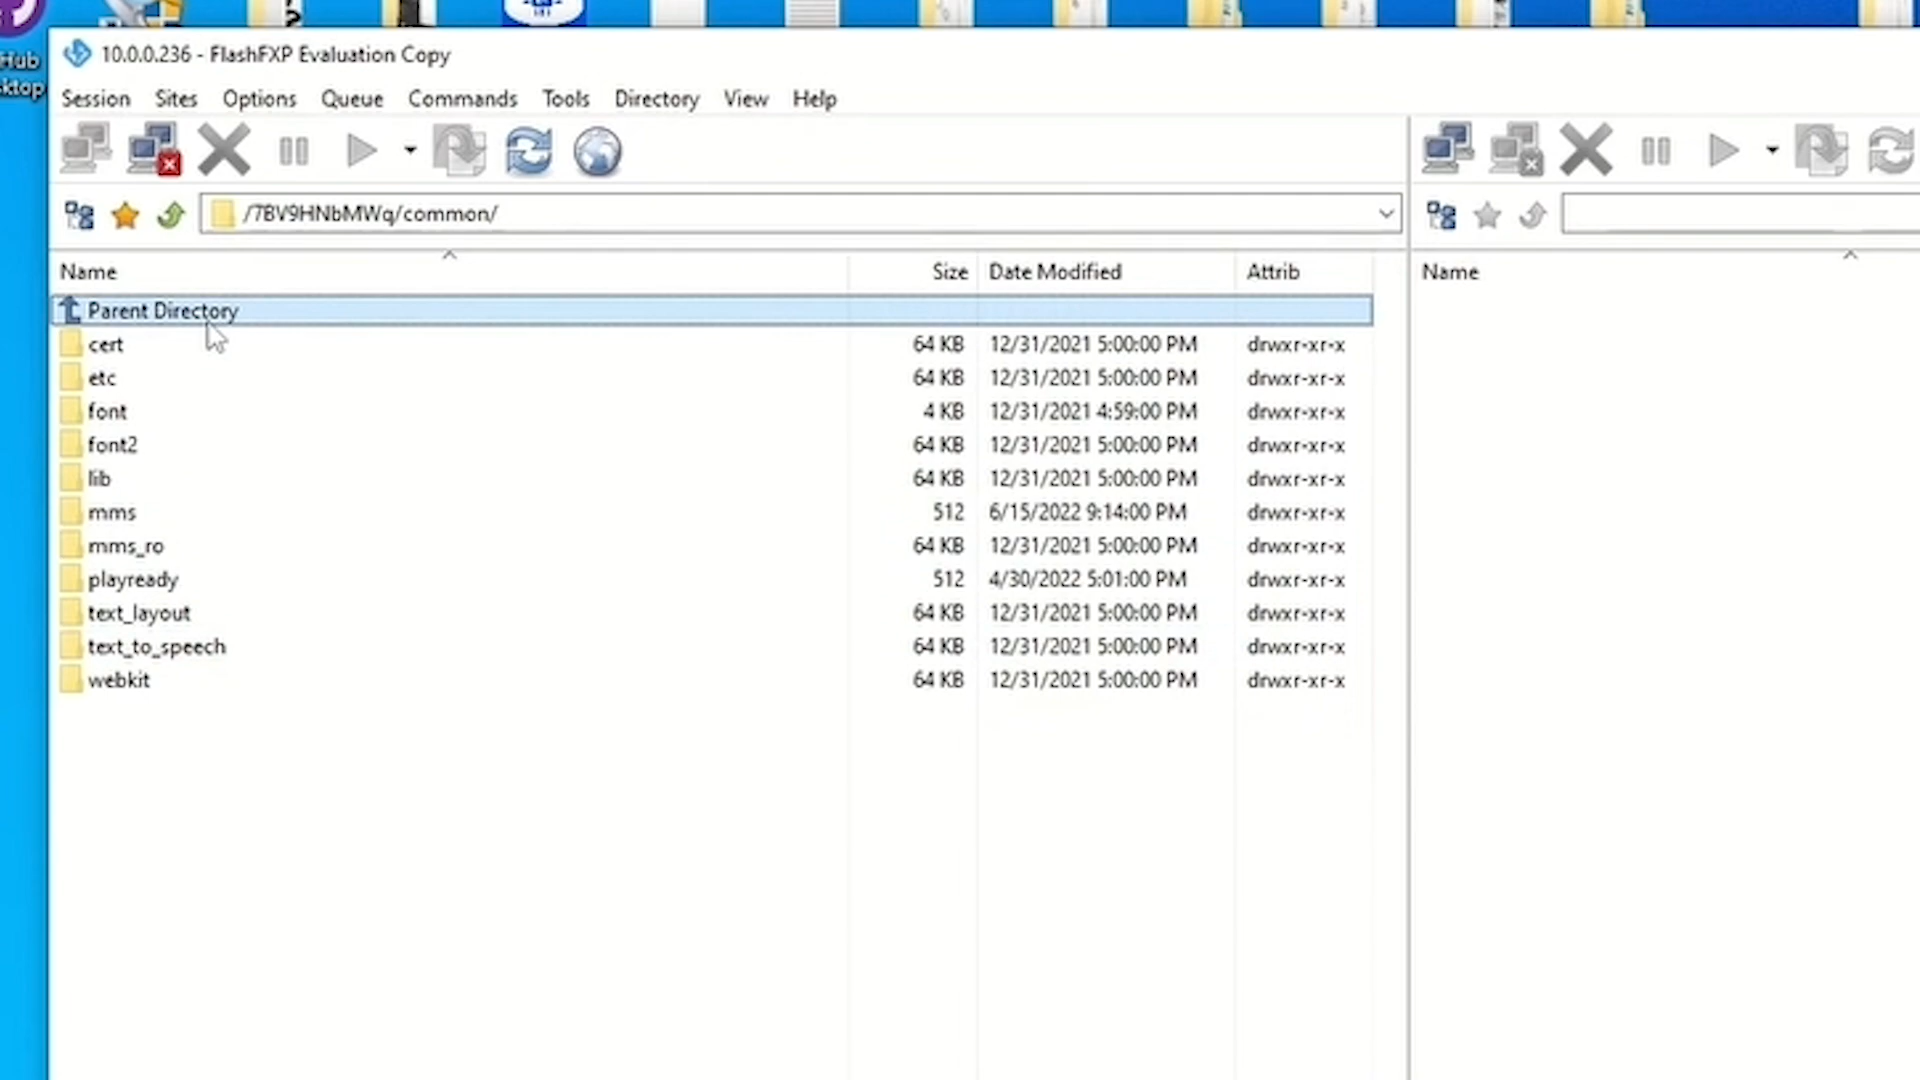 Hub
ktop
10.0.0.236 - FlashFXP Evaluation Copy
Session Sites Options Queue Commands Tools Directory View Help
/7BV9HNbMWq/common/
Name Size Date Modified Attrib Name
Parent Directory
cert 64 KB 12/31/2021 5:00:00 PM drwxr-xr-x
etc 64 KB 12/31/2021 5:00:00 PM drwxr-xr-x
font 4 KB 12/31/2021 4:59:00 PM drwxr-xr-x
font2 64 KB 12/31/2021 5:00:00 PM drwxr-xr-x
lib 64 KB 12/31/2021 5:00:00 PM drwxr-xr-x
mms 512 6/15/2022 9:14:00 PM drwxr-xr-x
mms_ro 64 KB 12/31/2021 5:00:00 PM drwxr-xr-x
playready 512 4/30/2022 5:01:00 PM drwxr-xr-x
text_layout 64 KB 12/31/2021 5:00:00 PM drwxr-xr-x
text_to_speech 64 KB 12/31/2021 5:00:00 PM drwxr-xr-x
webkit 64 KB 12/31/2021 5:00:00 PM drwxr-xr-x